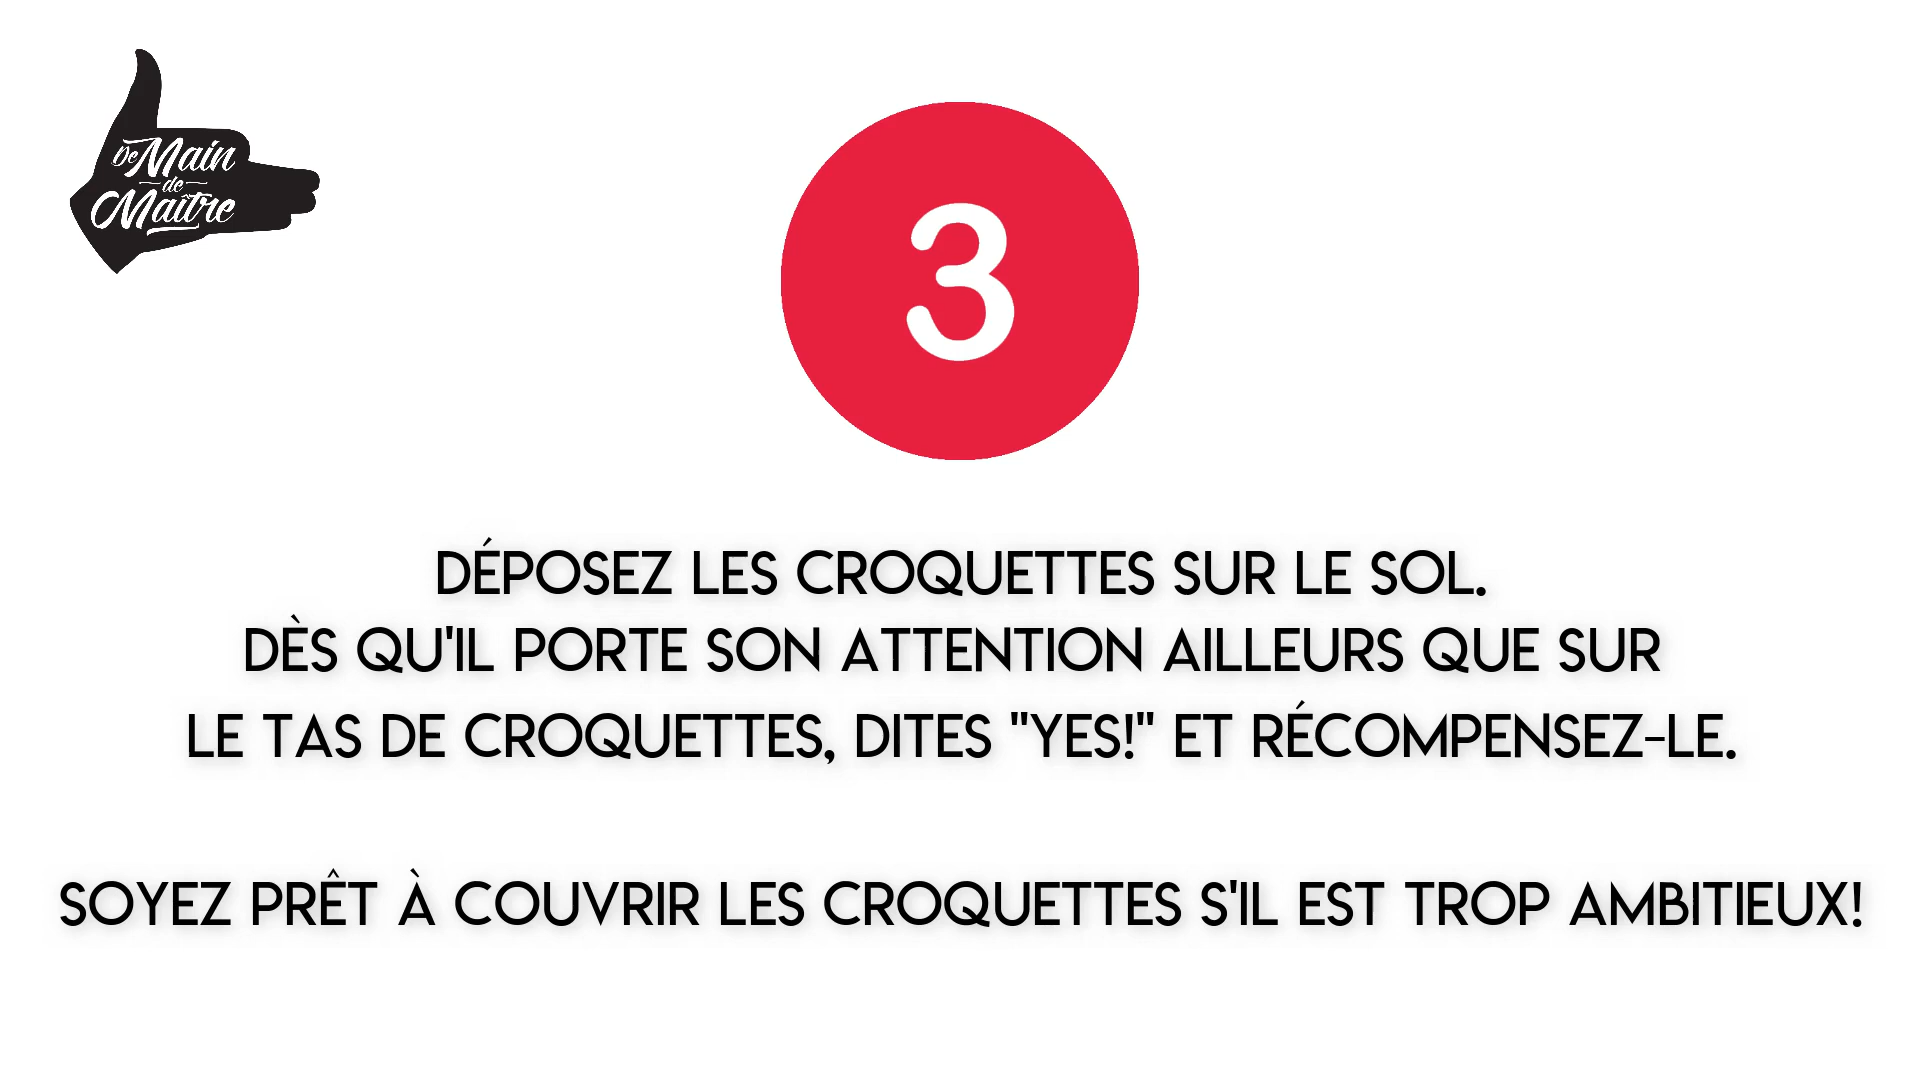 De Main
de
Maître
3
DÉPOSEZ LES CROQUETTES SUR LE SOL.
DÈS QU'IL PORTE SON ATTENTION AILLEURS QUE SUR
LE TAS DE CROQUETTES, DITES "YES!" ET RÉCOMPENSEZ-LE.
SOYEZ PRÊT À COUVRIR LES CROQUETTES S'IL EST TROP AMBITIEUX!